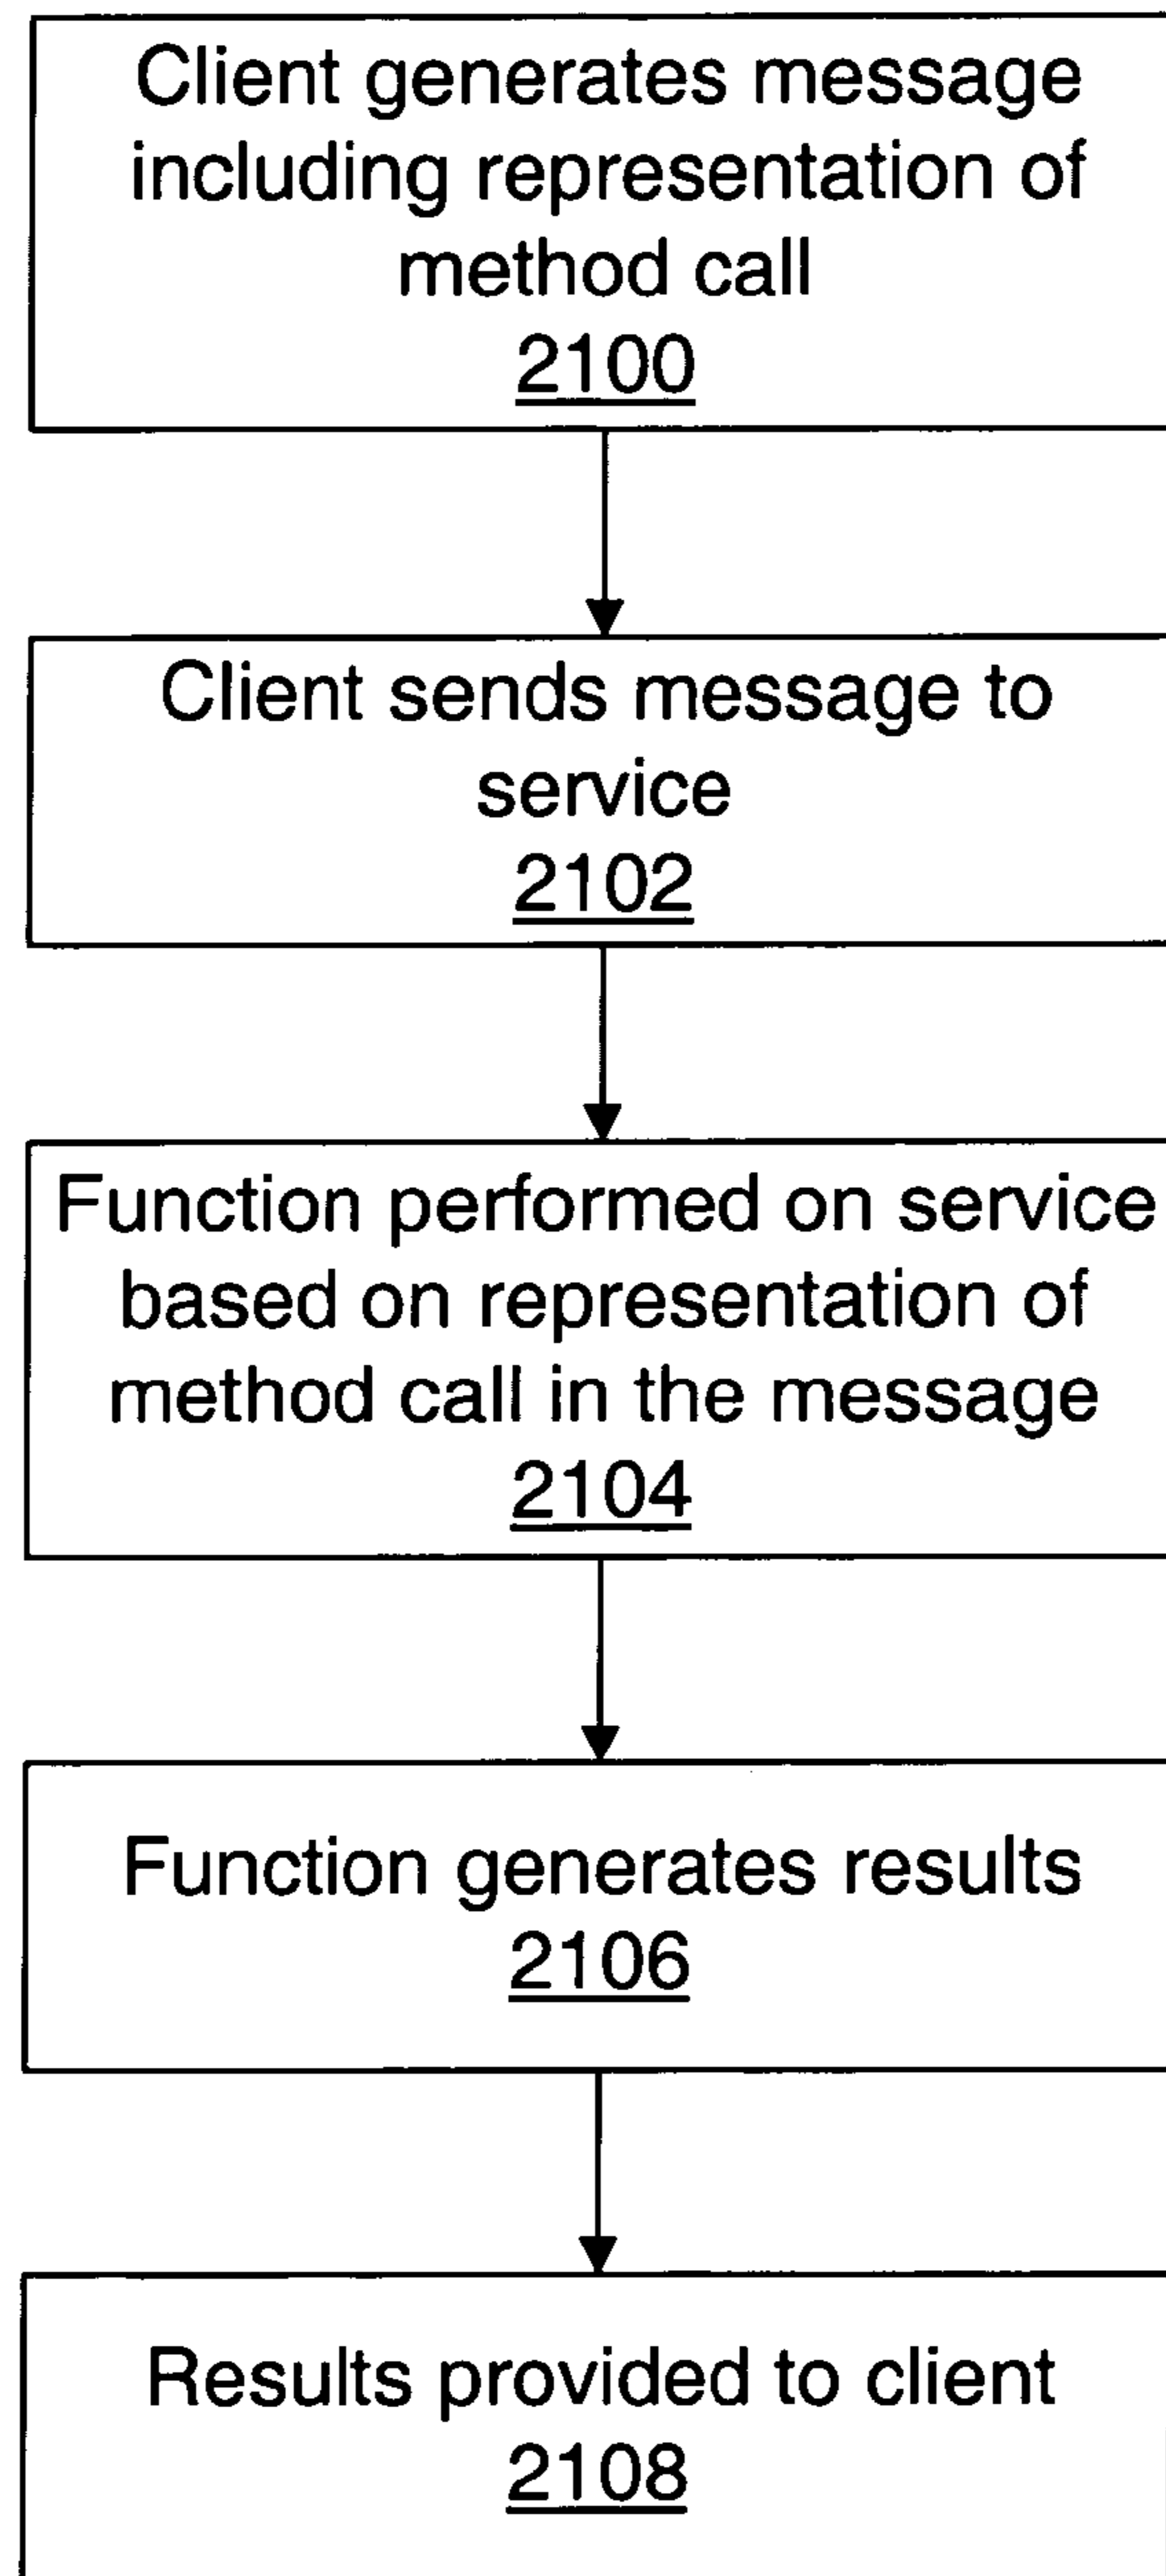 Client generates message
including representation of
method call
2100
Client sends message to
service
2102
Function performed on service
based on representation of
method call in the message
2104
Function generates results
2106
Results provided to client
2108